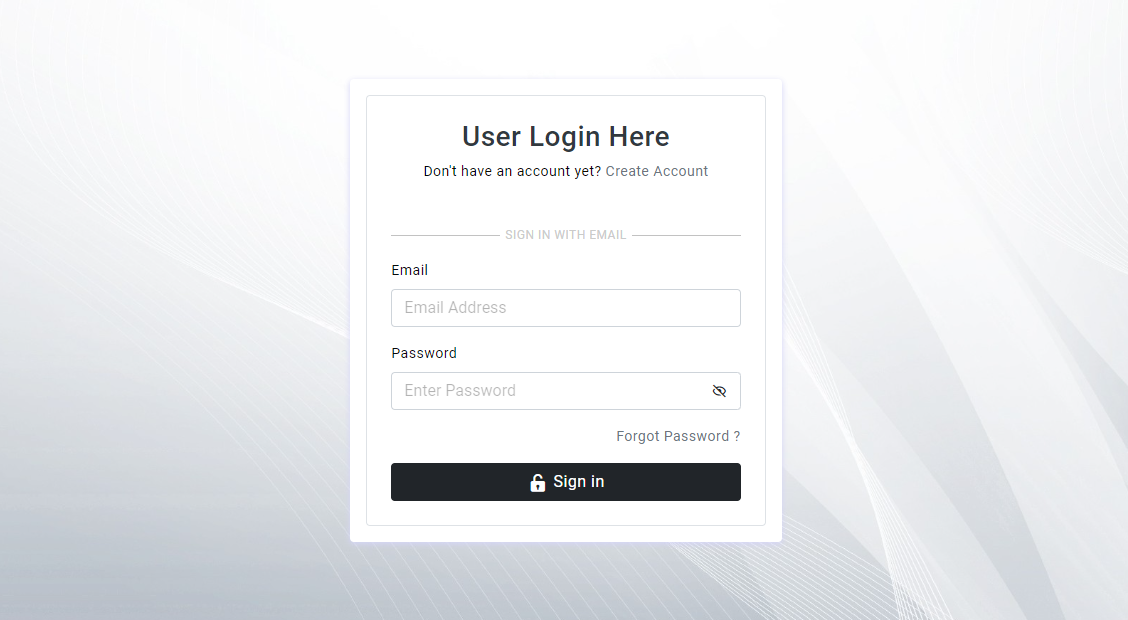 User Login Here
Don't have an account yet? Create Account
SIGN IN WITH EMAIL
Email
Email Address
Password
Enter Password
Forgot Password ?
Sign in